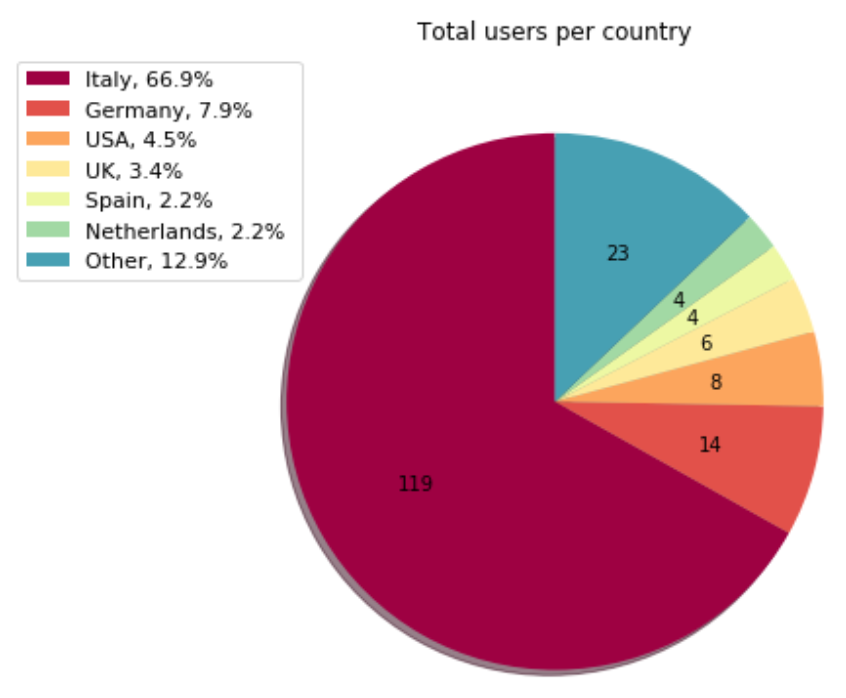 Total users per country
Italy, 66.9%
Germany, 7.9%
USA, 4.5%
UK, 3.4%
Spain, 2.2%
Netherlands, 2.2%
Other, 12.9%
23
4
4
6
8
14
119